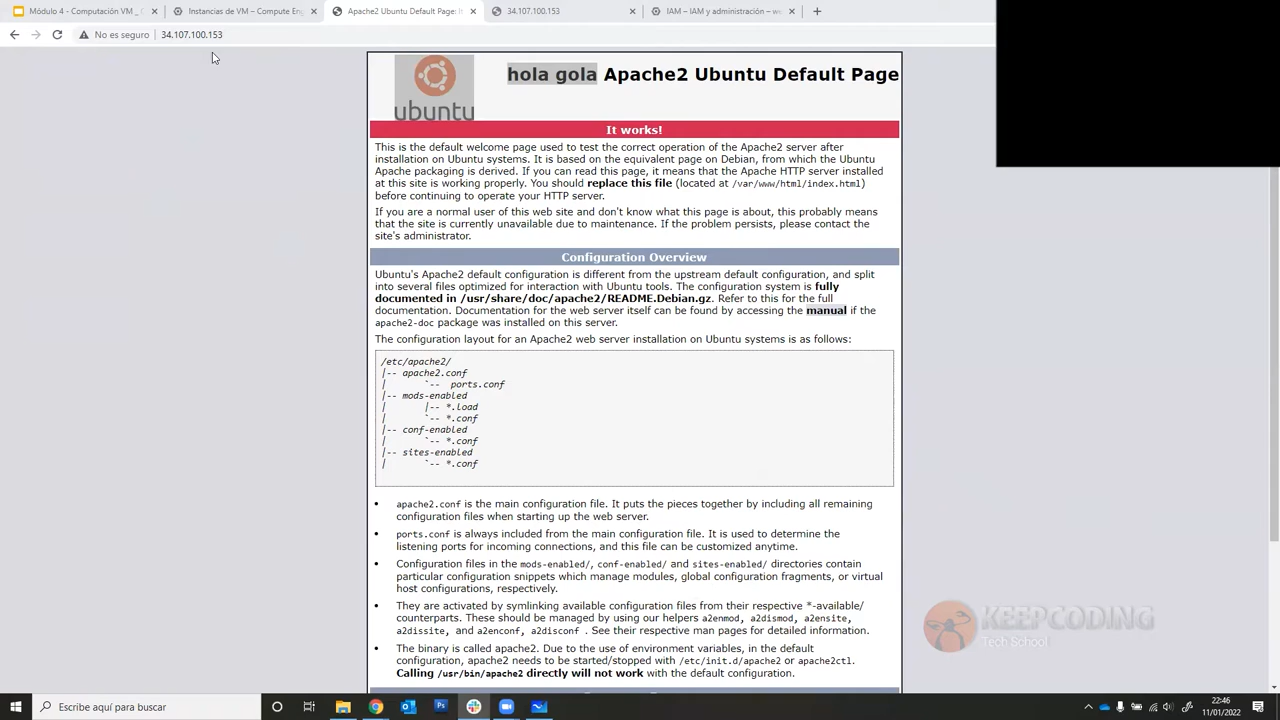 Módulo 4 - Computación VM _ C
Instancias de VM – Compute Eng
Apache2 Ubuntu Default Page: I
34.107.100.153
IAM – IAM y administración – we
No es seguro
34.107.100.153
ubuntu
hola gola Apache2 Ubuntu Default Page
It works!
This is the default welcome page used to test the correct operation of the Apache2 server after
installation on Ubuntu systems. It is based on the equivalent page on Debian, from which the Ubuntu
Apache packaging is derived. If you can read this page, it means that the Apache HTTP server installed
at this site is working properly. You should replace this file (located at /var/www/html/index.html)
before continuing to operate your HTTP server.
If you are a normal user of this web site and don't know what this page is about, this probably means
that the site is currently unavailable due to maintenance. If the problem persists, please contact the
site's administrator.
Configuration Overview
Ubuntu's Apache2 default configuration is different from the upstream default configuration, and split
into several files optimized for interaction with Ubuntu tools. The configuration system is fully
documented in /usr/share/doc/apache2/README.Debian.gz. Refer to this for the full
documentation. Documentation for the web server itself can be found by accessing the manual if the
apache2-doc package was installed on this server.
The configuration layout for an Apache2 web server installation on Ubuntu systems is as follows:
/etc/apache2/
|-- apache2.conf
|       `--  ports.conf
|-- mods-enabled
|       |-- *.load
|       `-- *.conf
|-- conf-enabled
|       `-- *.conf
|-- sites-enabled
|       `-- *.conf
• apache2.conf is the main configuration file. It puts the pieces together by including all remaining
configuration files when starting up the web server.
• ports.conf is always included from the main configuration file. It is used to determine the
listening ports for incoming connections, and this file can be customized anytime.
• Configuration files in the mods-enabled/, conf-enabled/ and sites-enabled/ directories contain
particular configuration snippets which manage modules, global configuration fragments, or virtual
host configurations, respectively.
• They are activated by symlinking available configuration files from their respective *-available/
counterparts. These should be managed by using our helpers a2enmod, a2dismod, a2ensite,
a2dissite, and a2enconf, a2disconf . See their respective man pages for detailed information.
• The binary is called apache2. Due to the use of environment variables, in the default
configuration, apache2 needs to be started/stopped with /etc/init.d/apache2 or apache2ctl.
Calling /usr/bin/apache2 directly will not work with the default configuration.
KEEPCODING
Tech School
Escribe aquí para buscar
22:46
11/01/2022